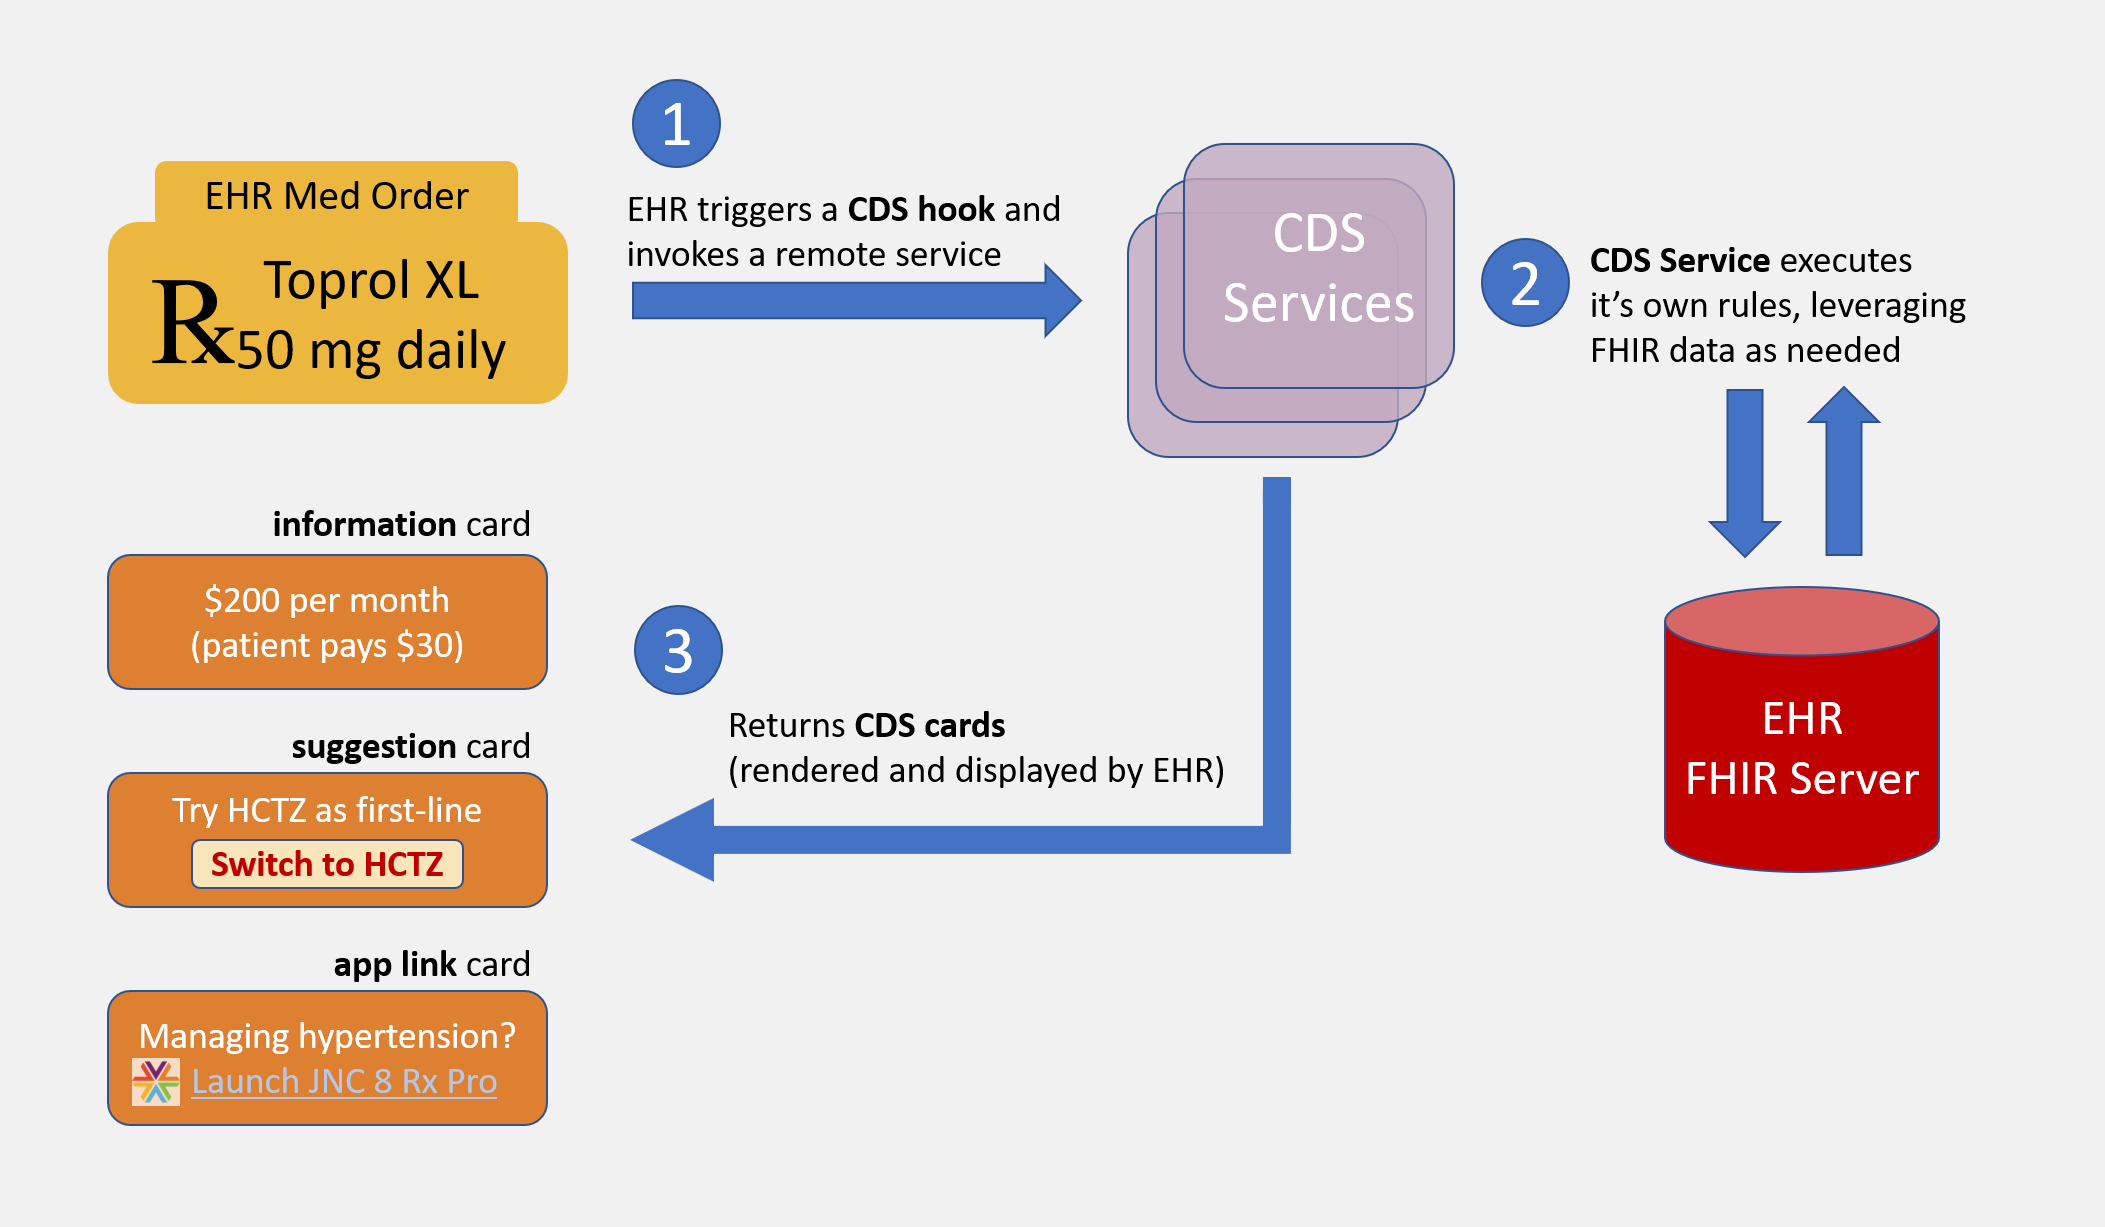 EHR Med Order
Rx
Toprol XL
50 mg daily
1
EHR triggers a CDS hook and
invokes a remote service
CDS
Services
2
CDS Service executes
it’s own rules, leveraging
FHIR data as needed
EHR
FHIR Server
3
Returns CDS cards
(rendered and displayed by EHR)
information card
$200 per month
(patient pays $30)
suggestion card
Try HCTZ as first-line
Switch to HCTZ
app link card
Managing hypertension?
Launch JNC 8 Rx Pro